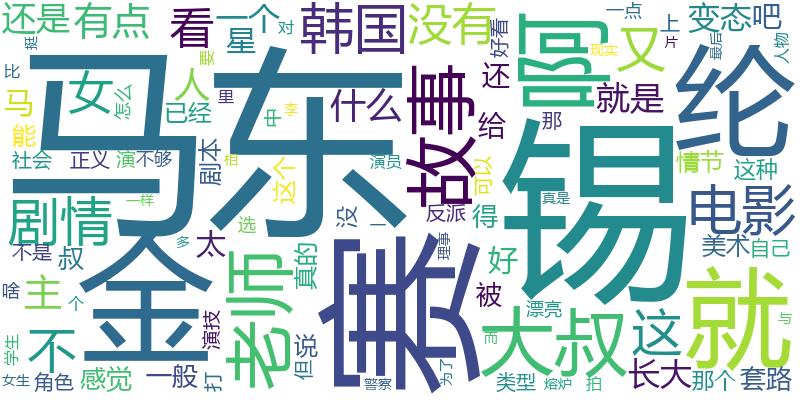 还是
有点
看
一个
星
韩国
没有
好看
一点
对
上
变态
吧
挺
片
最后
人物
现实
要
比
马
东
女
人
什么
还
又
啊
纶
就是
故事
怎么
已经
里
中
李
给
那
马
能
社会
正义
演
不够
剧本
这个
可以
情节
这种
锡
剧情
一样
租
演员
真是
电影
不是
叔
选
没
一
反派
得
美术
自己
金
多
太
真的
赛
理事
好
就
啥
主
个
老师
被
漂亮
大叔
这
与
不
演技
但
说
而
学生
女生
角色
感觉
一般
打
警察
为了
类型
熔炉
拍
长大
那个
套路